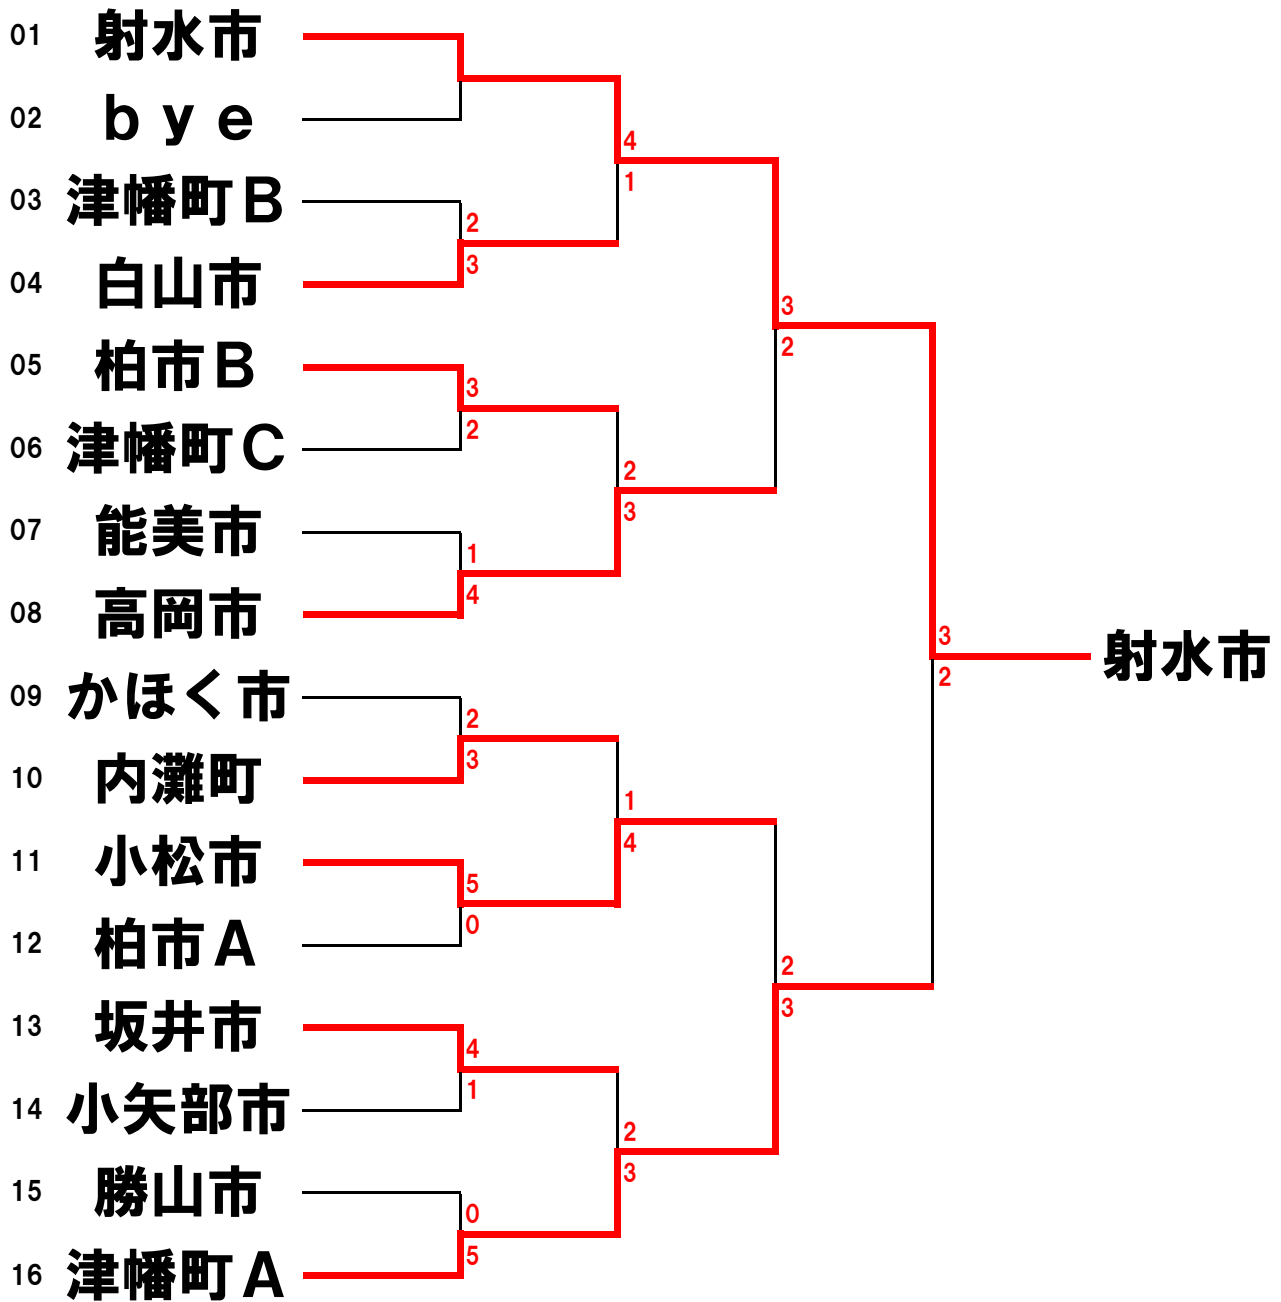 01 射水市
02 ｂｙｅ
4
1
03 津幡町Ｂ
2
3
04 白山市
3
2
05 柏市Ｂ
3
2
06 津幡町Ｃ
2
3
07 能美市
1
4
08 高岡市
3
2
射水市
09 かほく市
2
3
10 内灘町
1
4
11 小松市
5
0
12 柏市Ａ
2
3
13 坂井市
4
1
14 小矢部市
2
3
15 勝山市
0
5
16 津幡町Ａ